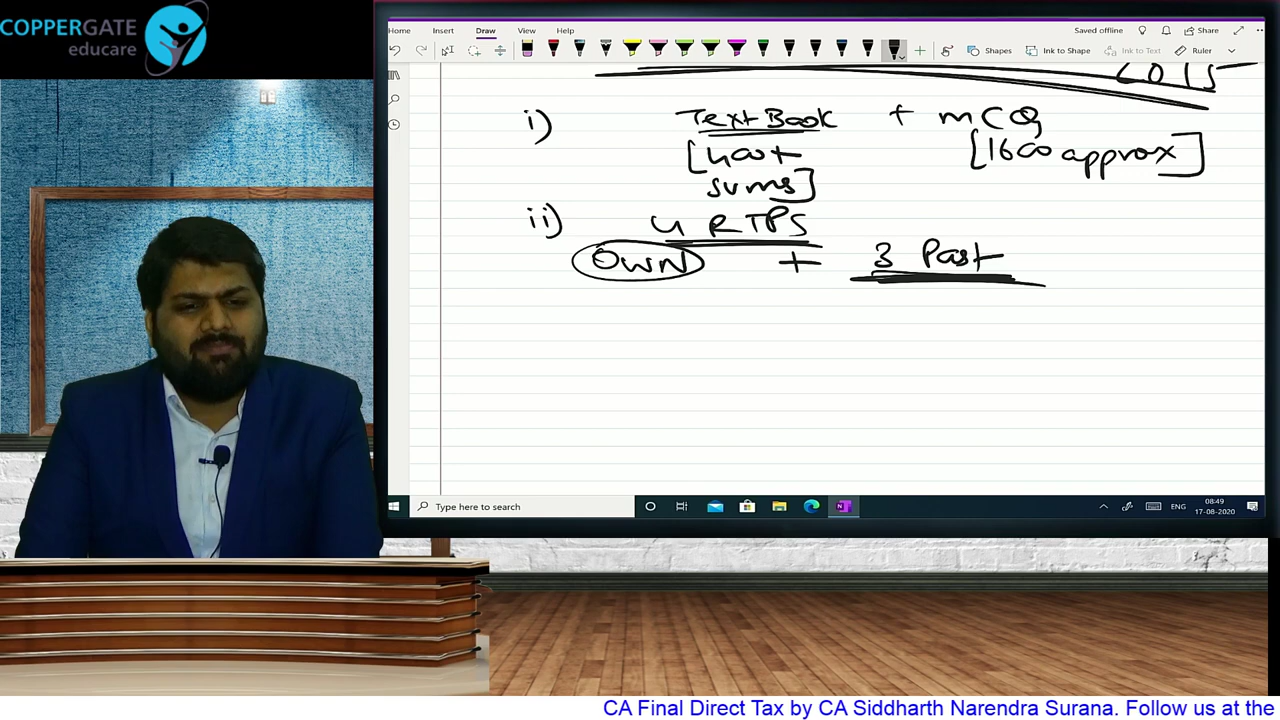 COPPERGATE
educare
Home Insert Draw View Help
Saved offline Share
Shapes Ink to Shape Ink to Text Ruler
2015
i) Text Book + MCQ
[400+ [1600 approx]
sums]
ii) 4 RTPS
OWN + 3 Past
Type here to search
ENG
08:49
17-08-2020
CA Final Direct Tax by CA Siddharth Narendra Surana. Follow us at the